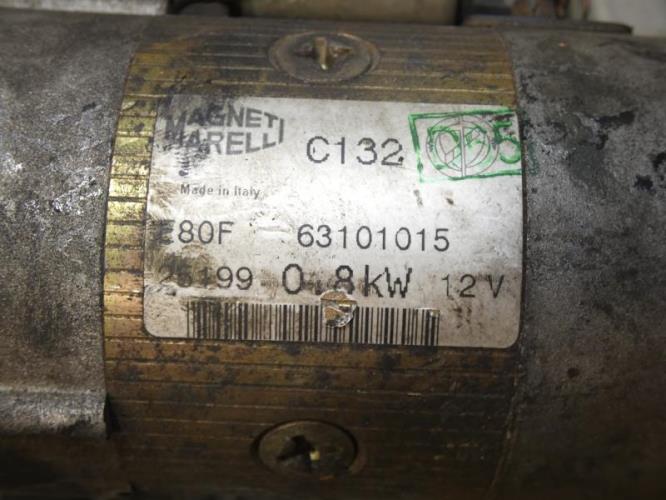 MAGNETI
MARELLI
C132
Made in Italy
E80F - 63101015
25199 0.8kW 12V